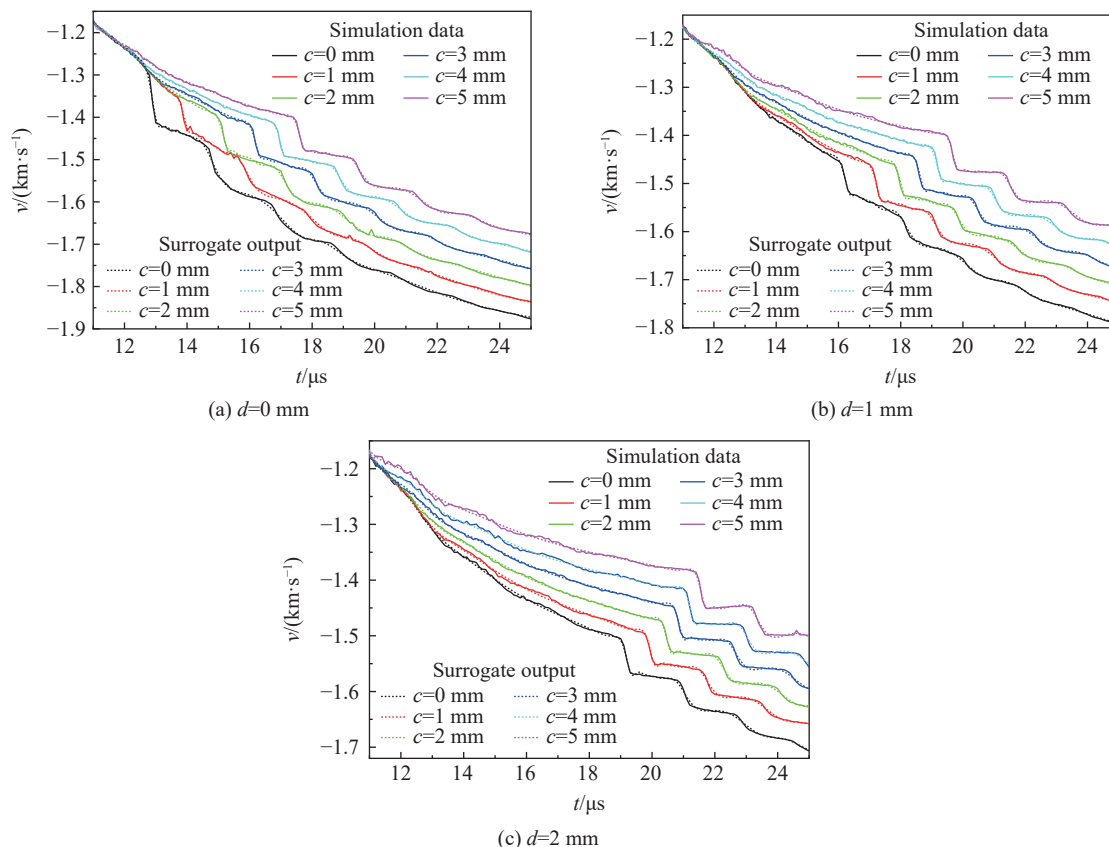 Simulation data
c=0 mm c=3 mm
c=1 mm c=4 mm
c=2 mm c=5 mm
Surrogate output
c=0 mm c=3 mm
c=1 mm c=4 mm
c=2 mm c=5 mm
v/(km·s⁻¹)
−1.2
−1.3
−1.4
−1.5
−1.6
−1.7
−1.8
−1.9
12 14 16 18 20 22 24
t/μs
(a) d=0 mm
Simulation data
c=0 mm c=3 mm
c=1 mm c=4 mm
c=2 mm c=5 mm
Surrogate output
c=0 mm c=3 mm
c=1 mm c=4 mm
c=2 mm c=5 mm
v/(km·s⁻¹)
−1.2
−1.3
−1.4
−1.5
−1.6
−1.7
−1.8
12 14 16 18 20 22 24
t/μs
(b) d=1 mm
Simulation data
c=0 mm c=3 mm
c=1 mm c=4 mm
c=2 mm c=5 mm
Surrogate output
c=0 mm c=3 mm
c=1 mm c=4 mm
c=2 mm c=5 mm
v/(km·s⁻¹)
−1.2
−1.3
−1.4
−1.5
−1.6
−1.7
12 14 16 18 20 22 24
t/μs
(c) d=2 mm